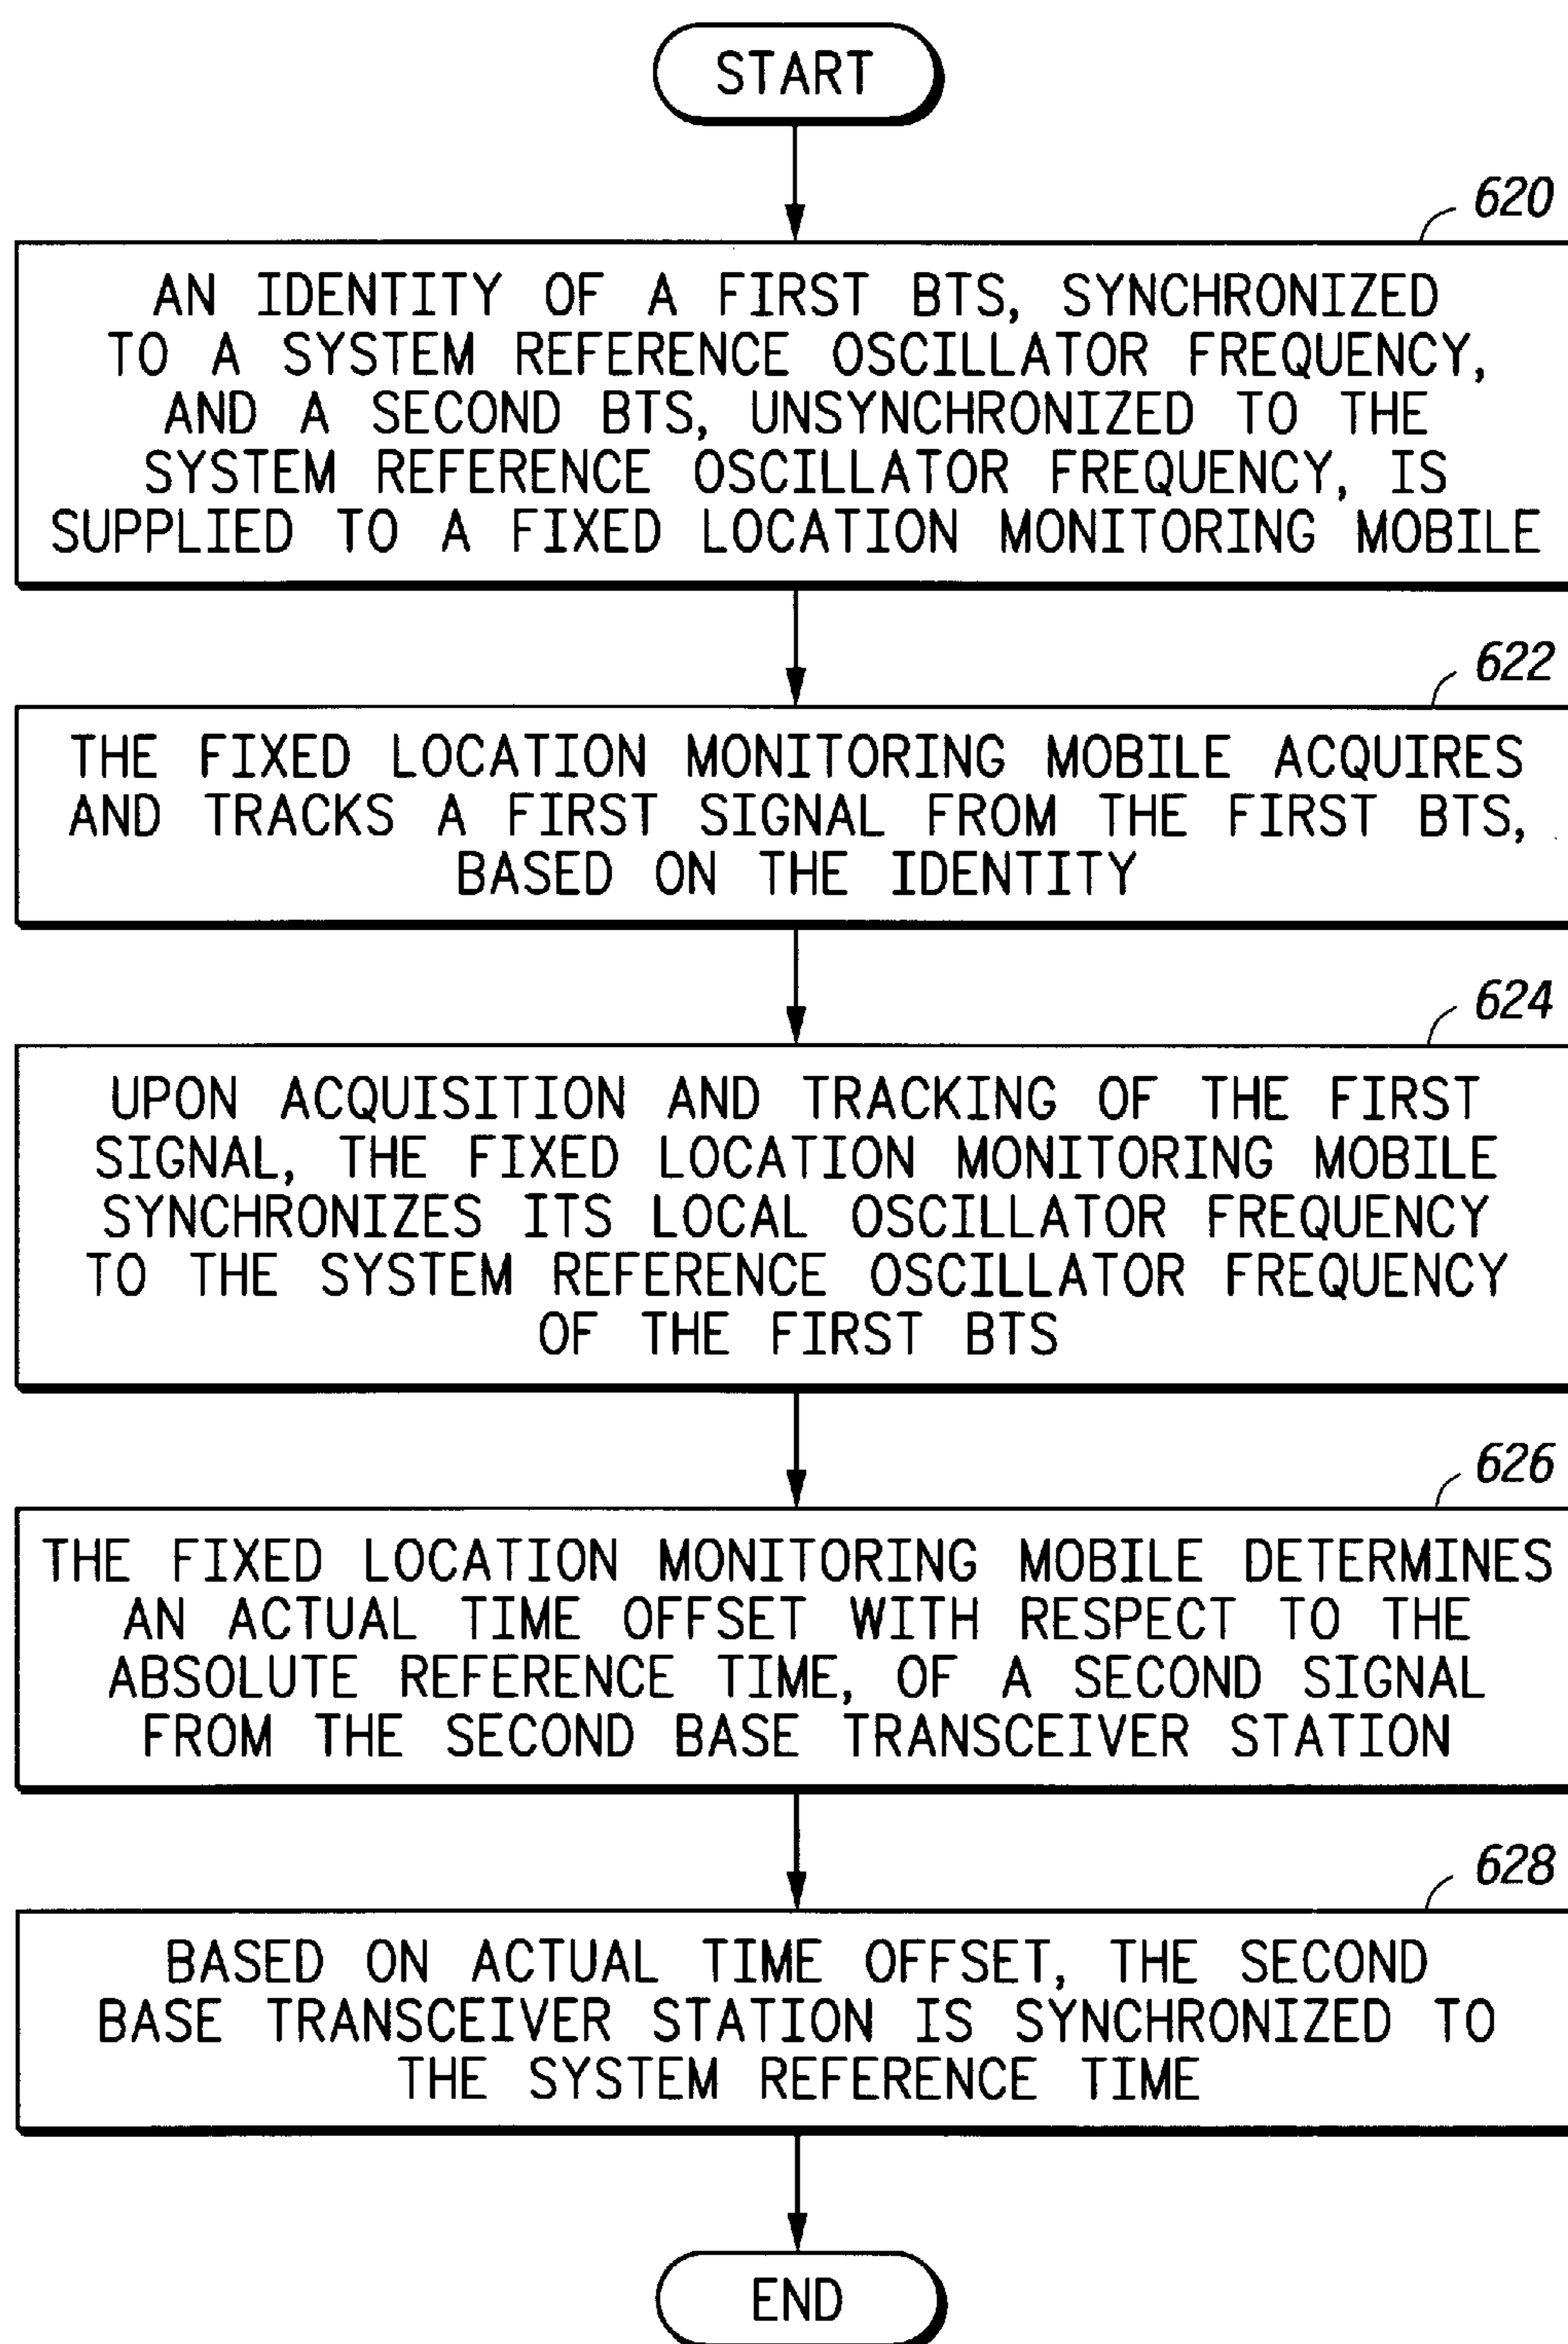 START
620
AN IDENTITY OF A FIRST BTS, SYNCHRONIZED
TO A SYSTEM REFERENCE OSCILLATOR FREQUENCY,
AND A SECOND BTS, UNSYNCHRONIZED TO THE
SYSTEM REFERENCE OSCILLATOR FREQUENCY, IS
SUPPLIED TO A FIXED LOCATION MONITORING MOBILE
622
THE FIXED LOCATION MONITORING MOBILE ACQUIRES
AND TRACKS A FIRST SIGNAL FROM THE FIRST BTS,
BASED ON THE IDENTITY
624
UPON ACQUISITION AND TRACKING OF THE FIRST
SIGNAL, THE FIXED LOCATION MONITORING MOBILE
SYNCHRONIZES ITS LOCAL OSCILLATOR FREQUENCY
TO THE SYSTEM REFERENCE OSCILLATOR FREQUENCY
OF THE FIRST BTS
626
THE FIXED LOCATION MONITORING MOBILE DETERMINES
AN ACTUAL TIME OFFSET WITH RESPECT TO THE
ABSOLUTE REFERENCE TIME, OF A SECOND SIGNAL
FROM THE SECOND BASE TRANSCEIVER STATION
628
BASED ON ACTUAL TIME OFFSET, THE SECOND
BASE TRANSCEIVER STATION IS SYNCHRONIZED TO
THE SYSTEM REFERENCE TIME
END